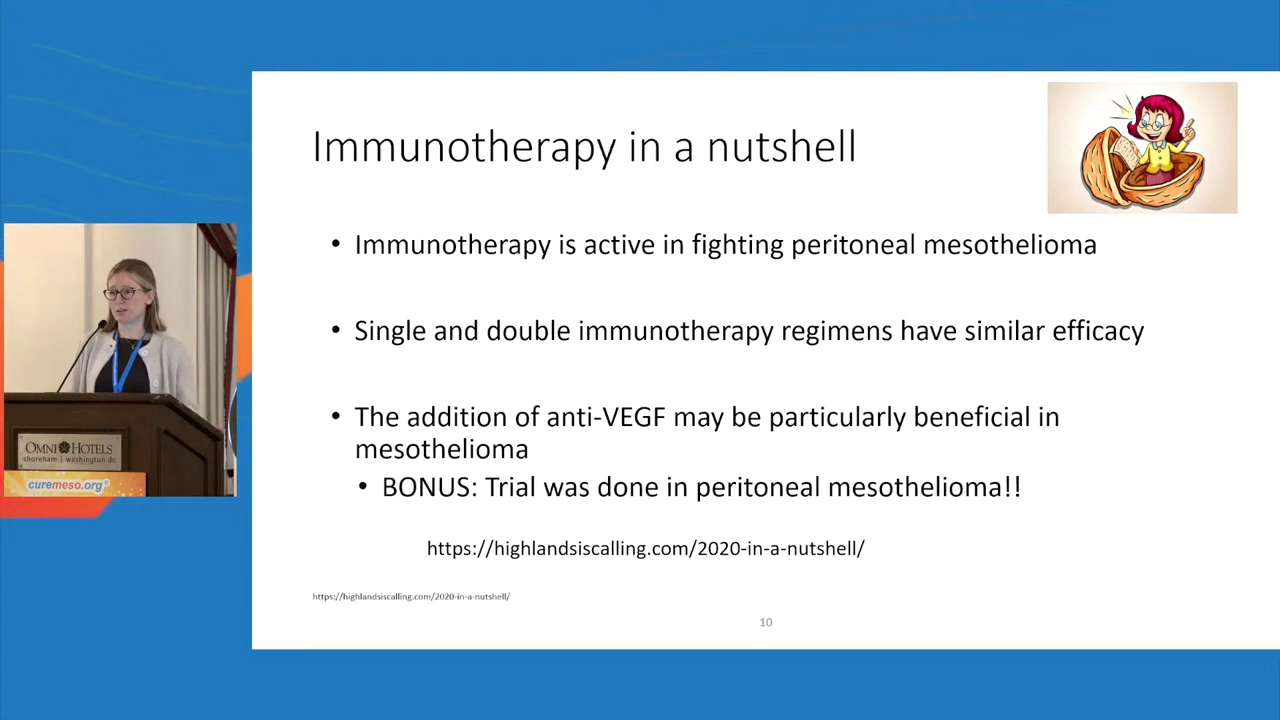 Immunotherapy in a nutshell
• Immunotherapy is active in fighting peritoneal mesothelioma
• Single and double immunotherapy regimens have similar efficacy
• The addition of anti-VEGF may be particularly beneficial in
mesothelioma
• BONUS: Trial was done in peritoneal mesothelioma!!
https://highlandsiscalling.com/2020-in-a-nutshell/
https://highlandsiscalling.com/2020-in-a-nutshell/
10
OMNI HOTELS
shoreham | washington dc
curemeso.org®